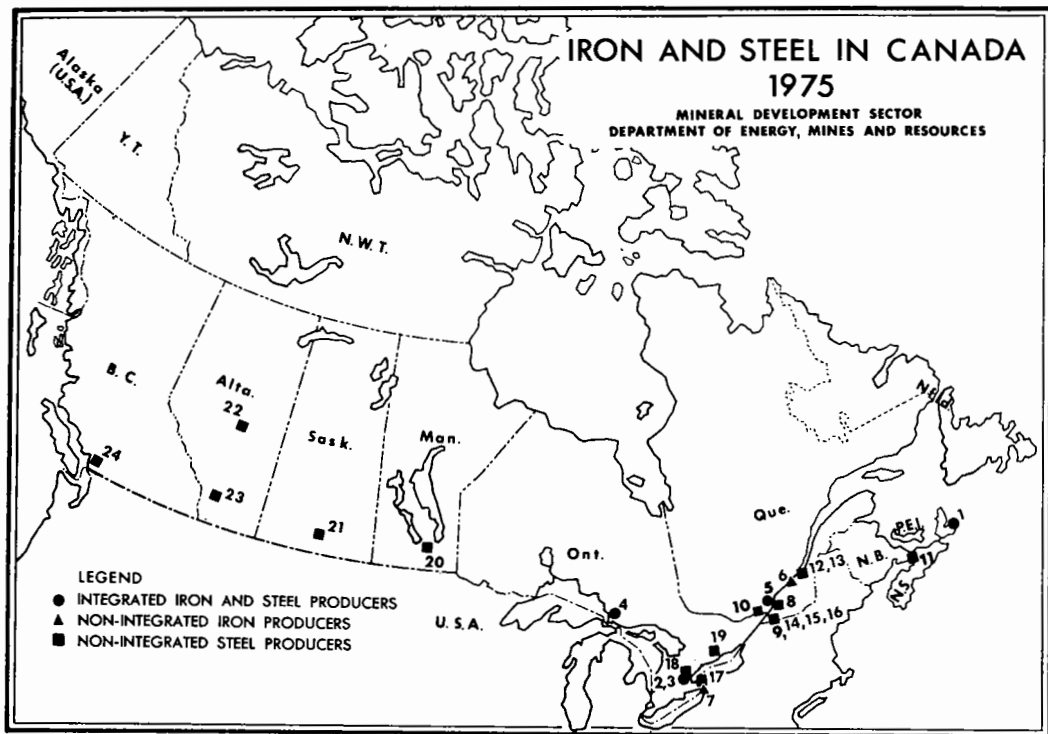 IRON AND STEEL IN CANADA
1975
MINERAL DEVELOPMENT SECTOR
DEPARTMENT OF ENERGY, MINES AND RESOURCES
Alaska
(U.S.A.)
Y.T.
N.W.T.
B.C.
Alta.
22
Sask.
Man.
24
23
21
20
Ont.
Que.
Nfld.
P.E.I.
1
N.B.
11
N.S.
12,13
6
5
8
10
9,14,15,16
4
U.S.A.
19
18
2,3
17
7
LEGEND
INTEGRATED IRON AND STEEL PRODUCERS
NON-INTEGRATED IRON PRODUCERS
NON-INTEGRATED STEEL PRODUCERS